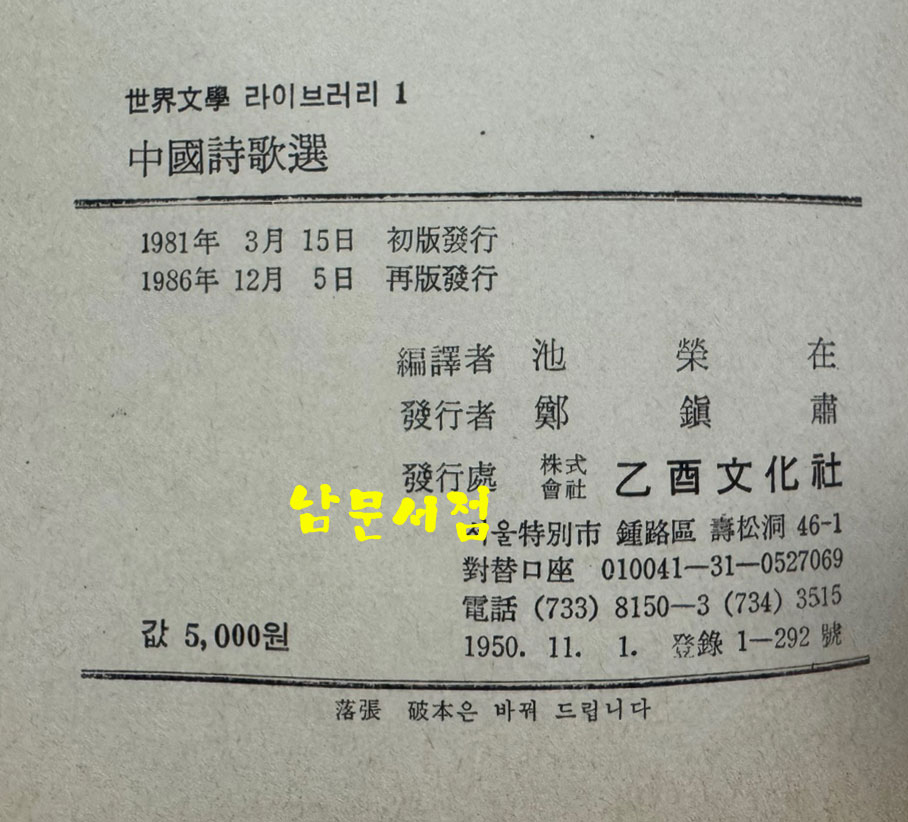 世界文學 라이브러리 1
中國詩歌選
1981年 3月 15日 初版發行
1986年 12月 5日 再版發行
編譯者 池榮在
發行者 鄭鎭肅
發行處 株式會社 乙酉文化社
남문서점
서울特別市 鍾路區 壽松洞 46-1
對替口座 010041-31-0527069
電話 (733) 8150-3 (734) 3515
값 5,000원
1950. 11. 1. 登錄 1-292 號
落張 破本은 바꿔 드립니다